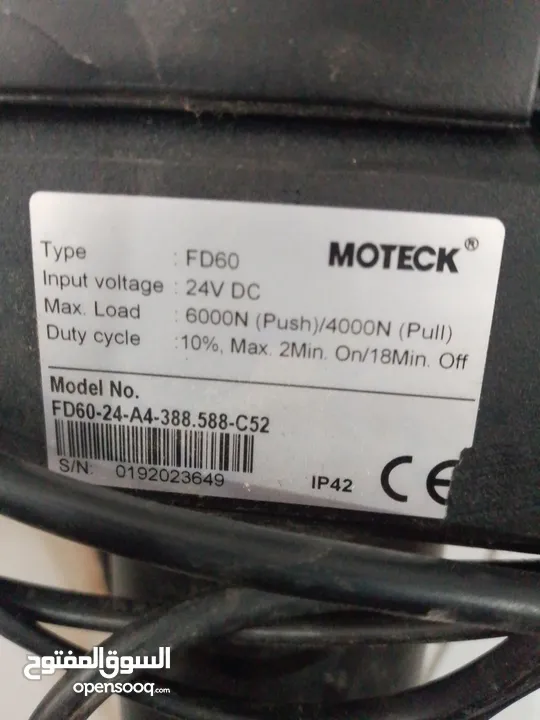 MOTECK®
Type : FD60
Input voltage : 24V DC
Max. Load : 6000N (Push)/4000N (Pull)
Duty cycle :10%, Max. 2Min. On/18Min. Off
Model No.
FD60-24-A4-388.588-C52
S/N: 0192023649
IP42 CE
السوق المفتوح
opensooq.com